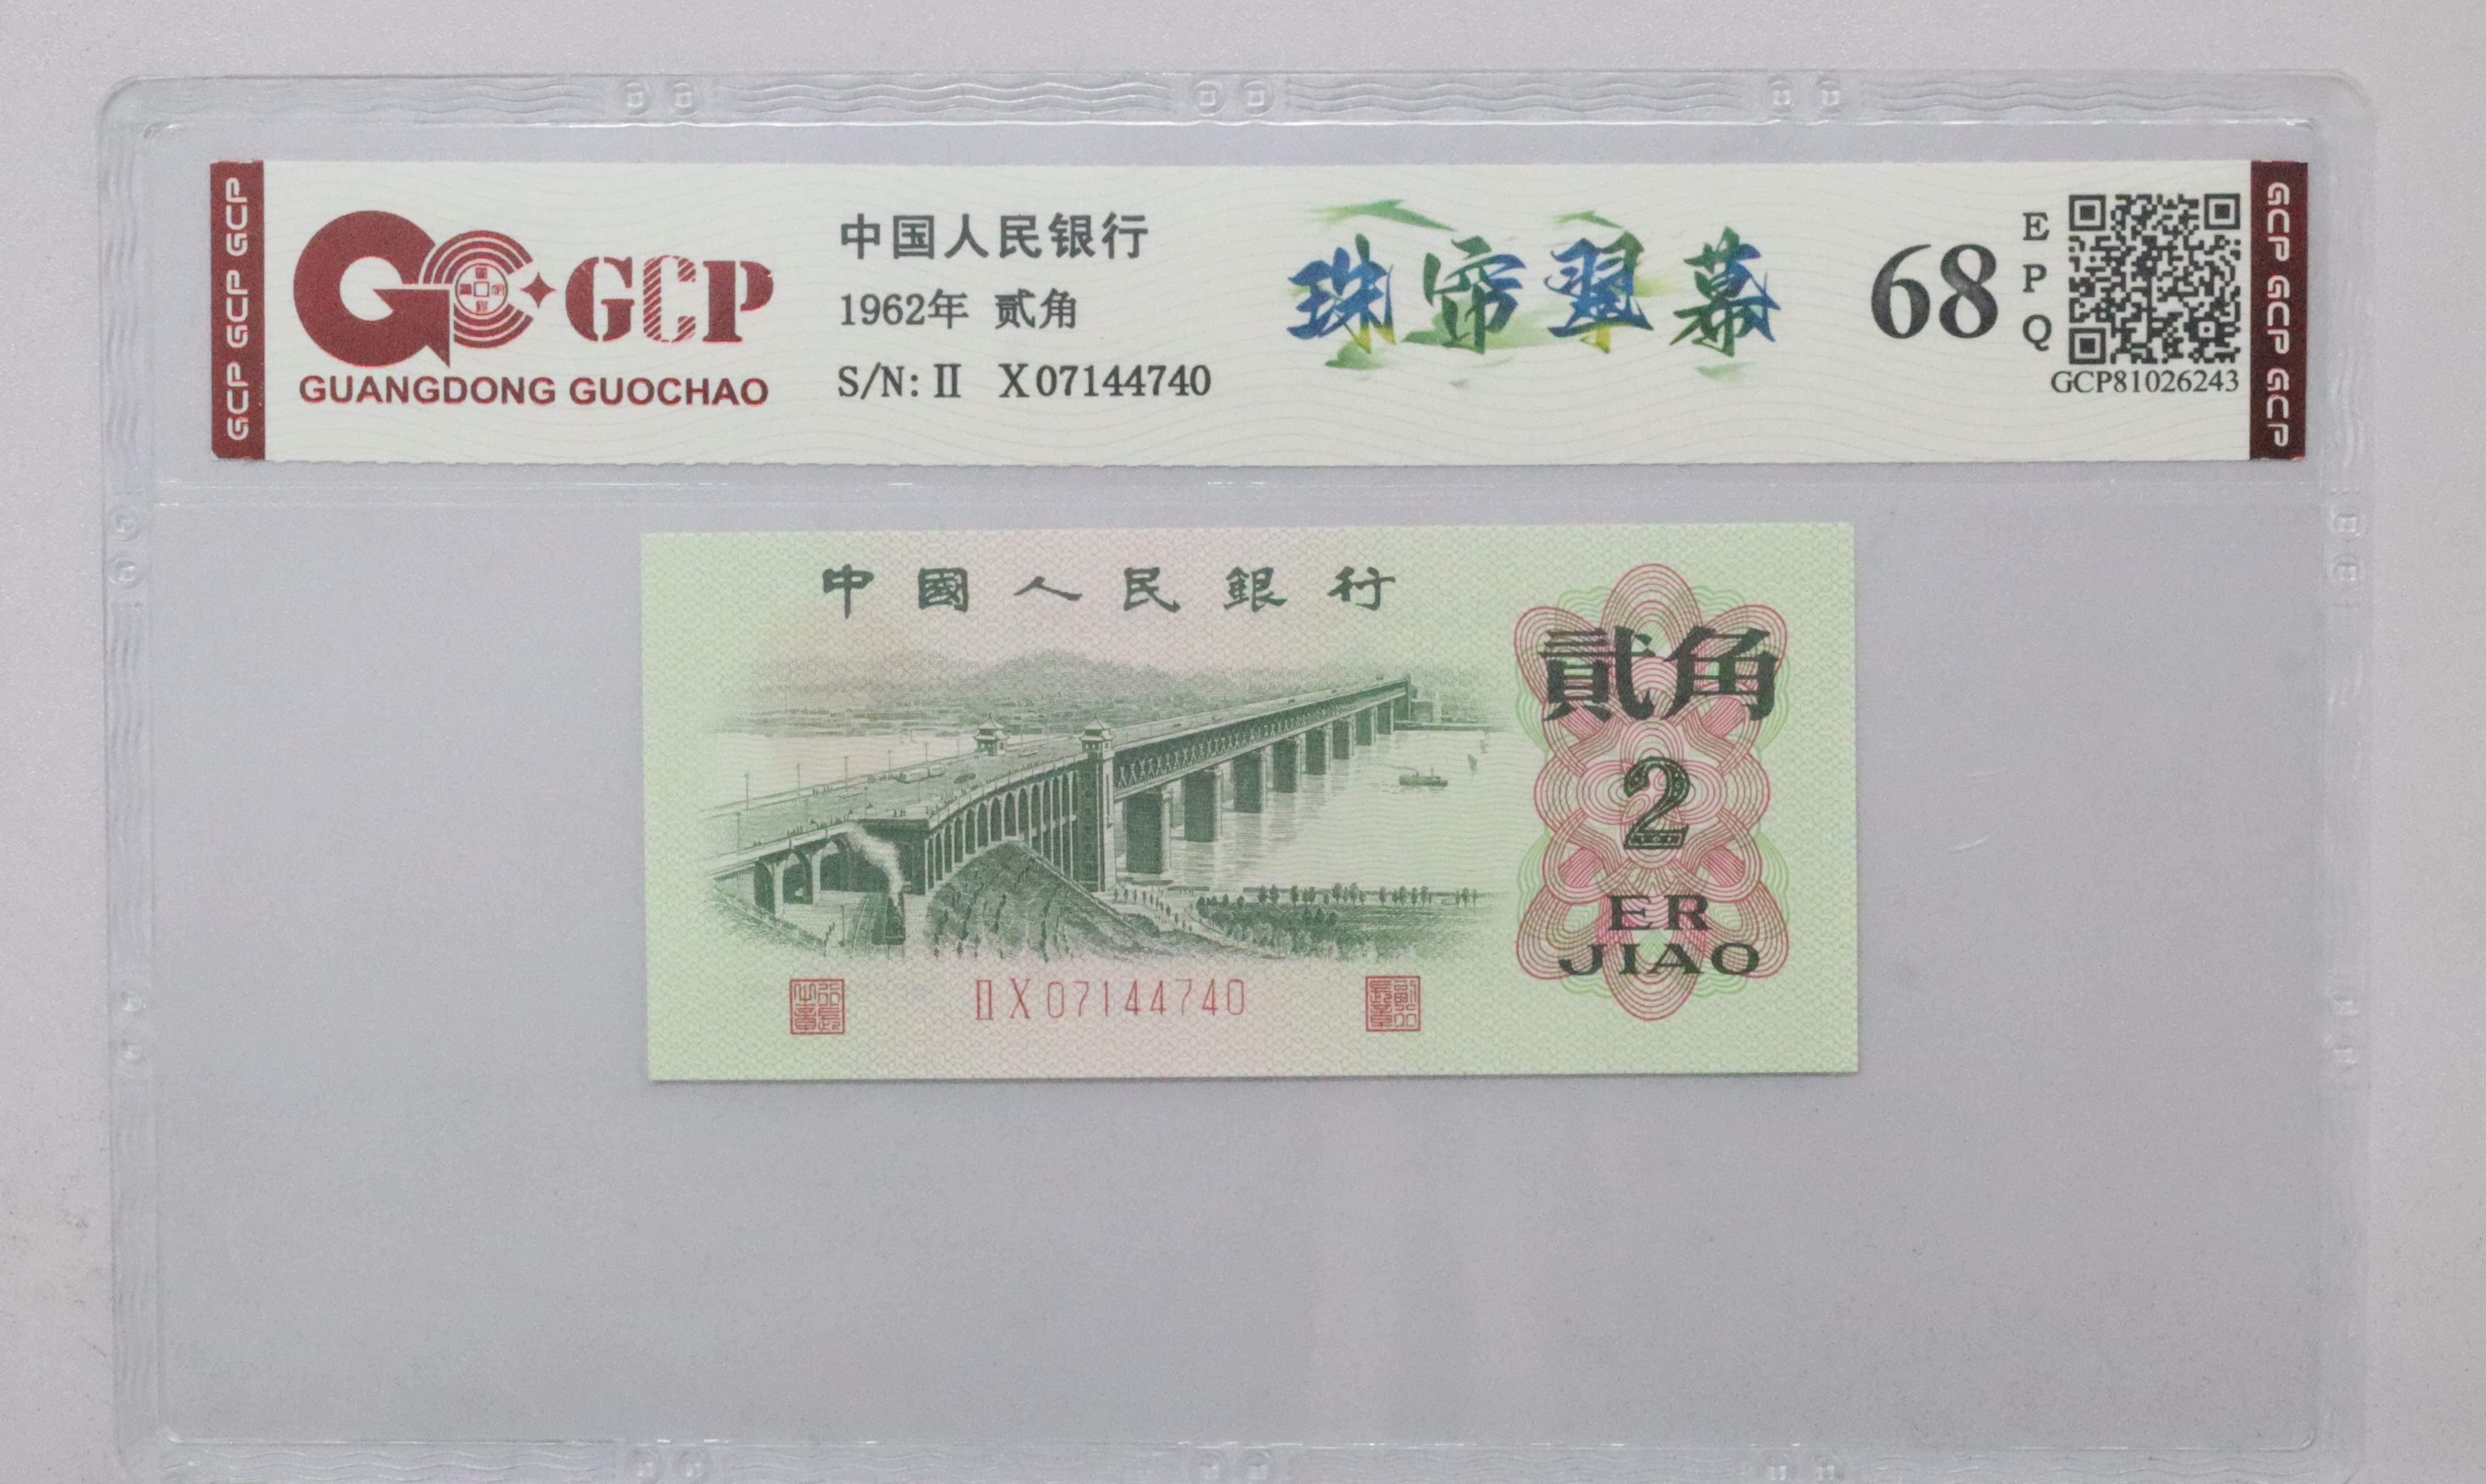 GCP GCP GCP
GCP
GUANGDONG GUOCHAO
中国人民银行
1962年 贰角
S/N: Ⅱ X07144740
珠帘翠幕
68
EPQ
GCP81026243
GCP GCP GCP
中國人民銀行
貳角
2
ER
JIAO
ⅡX07144740